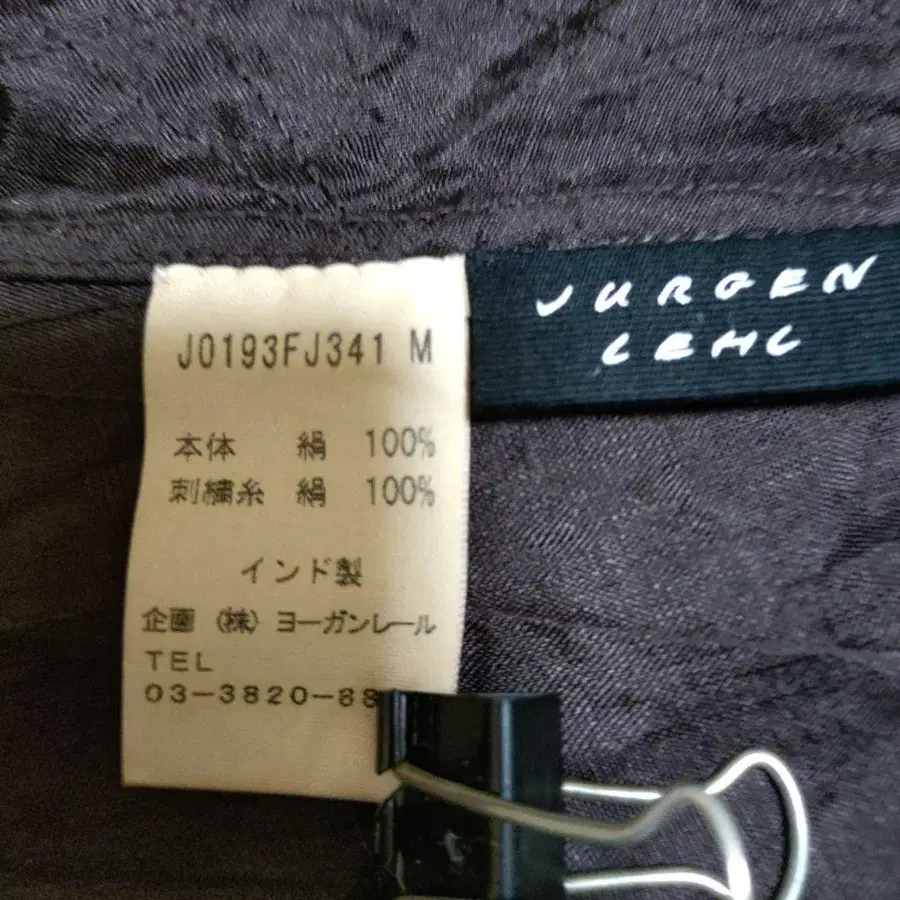 JURGEN
LEHL
J0193FJ341 M
本体 絹 100%
刺繍糸 絹 100%
インド製
企画 (株) ヨーガンレール
TEL
03-3820-88